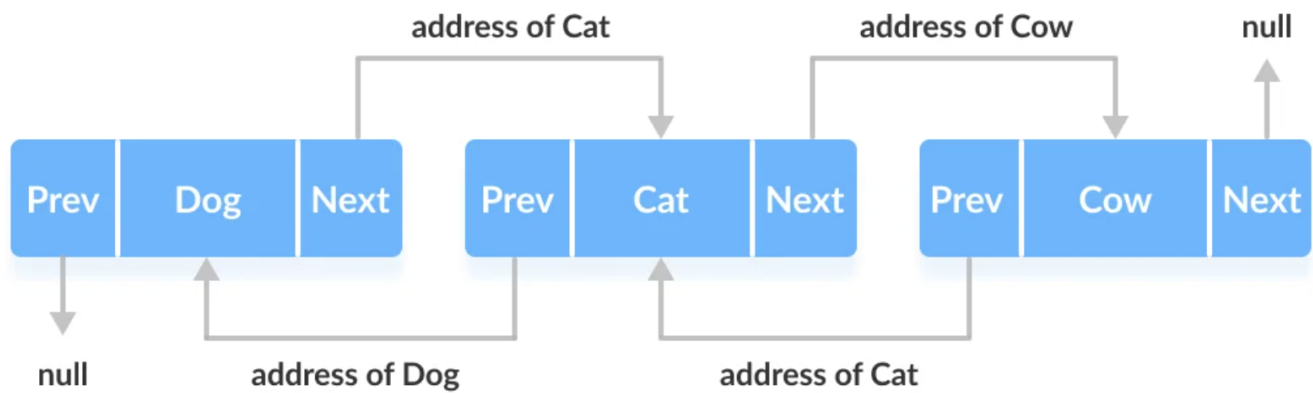 address of Cat
address of Cow
null
Prev
Dog
Next
Prev
Cat
Next
Prev
Cow
Next
null
address of Dog
address of Cat